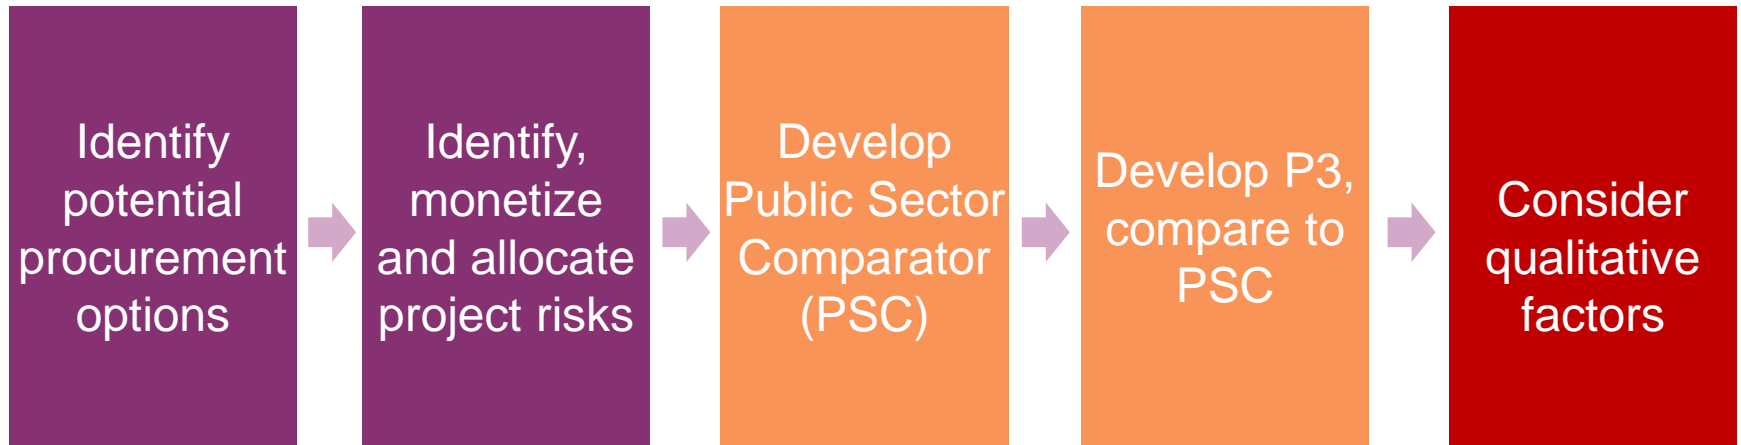 Identify
potential
procurement
options
Identify,
monetize
and allocate
project risks
Develop
Public Sector
Comparator
(PSC)
Develop P3,
compare to
PSC
Consider
qualitative
factors